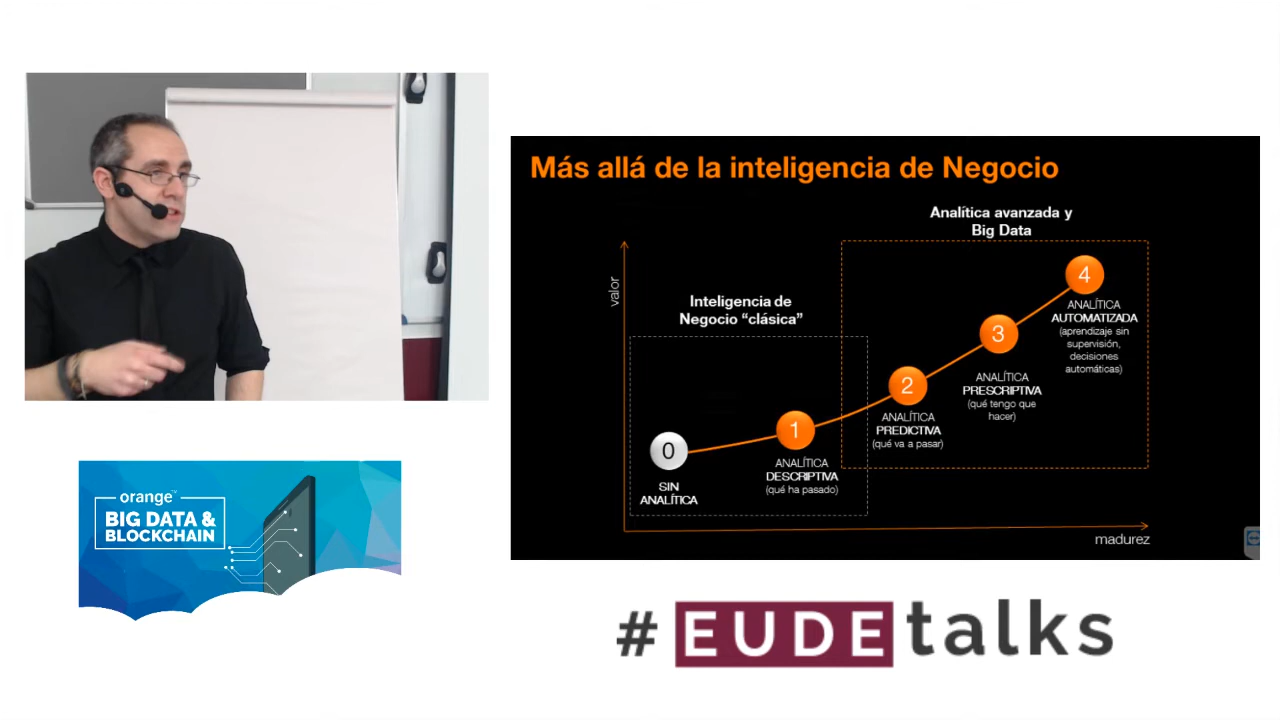 Más allá de la inteligencia de Negocio
Analítica avanzada y
Big Data
valor
Inteligencia de
Negocio “clásica”
4
ANALÍTICA
AUTOMATIZADA
(aprendizaje sin
supervisión,
decisiones
automáticas)
3
ANALÍTICA
PRESCRIPTIVA
(qué tengo que
hacer)
2
ANALÍTICA
PREDICTIVA
(qué va a pasar)
1
ANALÍTICA
DESCRIPTIVA
(qué ha pasado)
0
SIN
ANALÍTICA
madurez
orange™
BIG DATA &
BLOCKCHAIN
# EUDEtalks